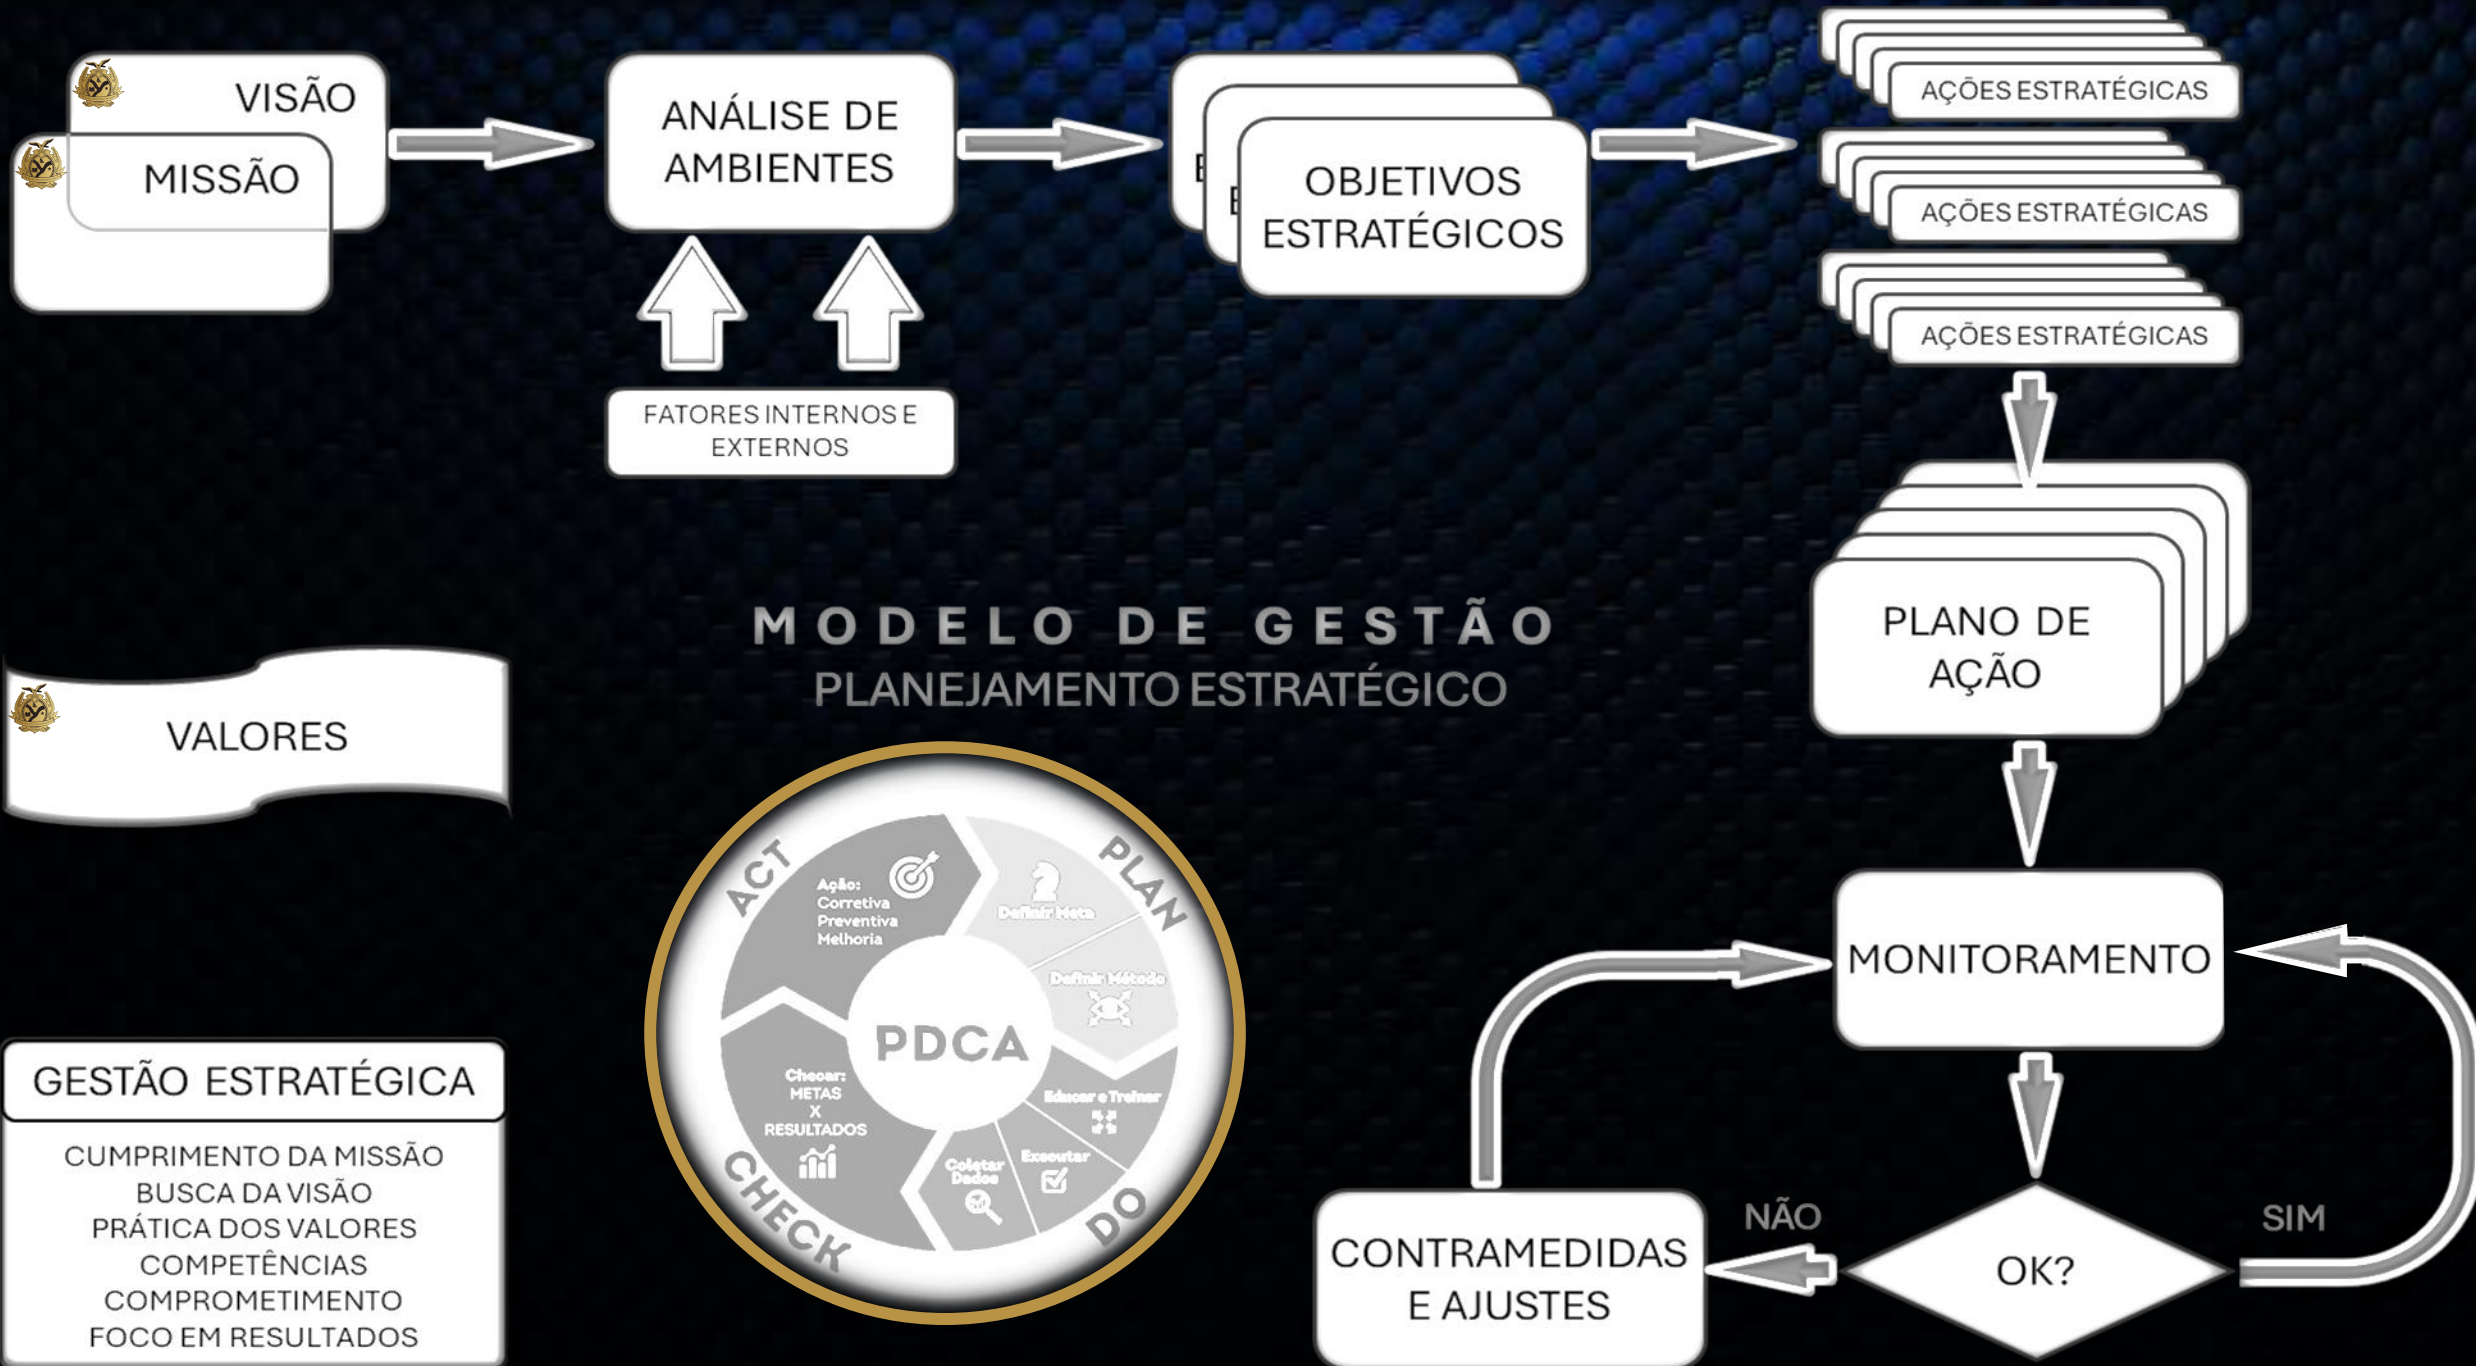 VISÃO
MISSÃO
ANÁLISE DE
AMBIENTES
FATORES INTERNOS E
EXTERNOS
OBJETIVOS
ESTRATÉGICOS
AÇÕES ESTRATÉGICAS
AÇÕES ESTRATÉGICAS
AÇÕES ESTRATÉGICAS
PLANO DE
AÇÃO
MODELO DE GESTÃO
PLANEJAMENTO ESTRATÉGICO
VALORES
GESTÃO ESTRATÉGICA
CUMPRIMENTO DA MISSÃO
BUSCA DA VISÃO
PRÁTICA DOS VALORES
COMPETÊNCIAS
COMPROMETIMENTO
FOCO EM RESULTADOS
ACT
Ação:
Corretiva
Preventiva
Melhoria
PLAN
Definir Meta
Definir Método
PDCA
Educar e Treinar
Executar
Coletar
Dados
DO
Checar:
METAS
X
RESULTADOS
CHECK
MONITORAMENTO
OK?
NÃO
SIM
CONTRAMEDIDAS
E AJUSTES